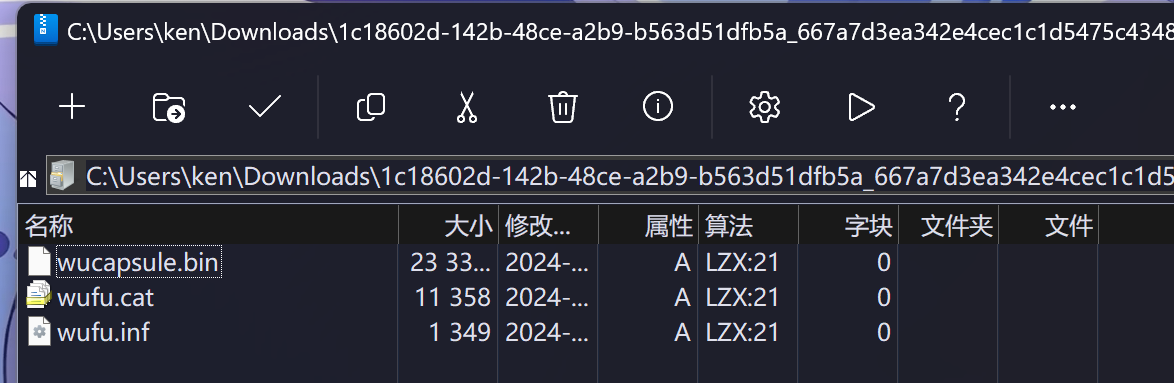 C:\Users\ken\Downloads\1c18602d-142b-48ce-a2b9-b563d51dfb5a_667a7d3ea342e4cec1c1d5475c4348
C:\Users\ken\Downloads\1c18602d-142b-48ce-a2b9-b563d51dfb5a_667a7d3ea342e4cec1c1d5
名称 大小 修改... 属性 算法 字块 文件夹 文件
wucapsule.bin 23 33... 2024-... A LZX:21 0
wufu.cat 11 358 2024-... A LZX:21 0
wufu.inf 1 349 2024-... A LZX:21 0